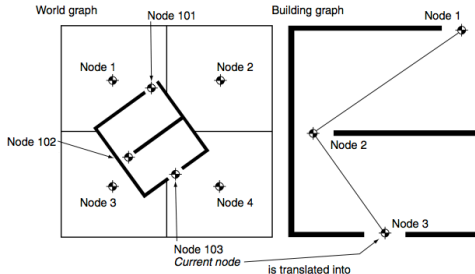 World graph
Node 101
Building graph
Node 1
Node 1
Node 2
Node 102
Node 2
Node 3
Node 4
Node 3
Node 103
Current node
is translated into